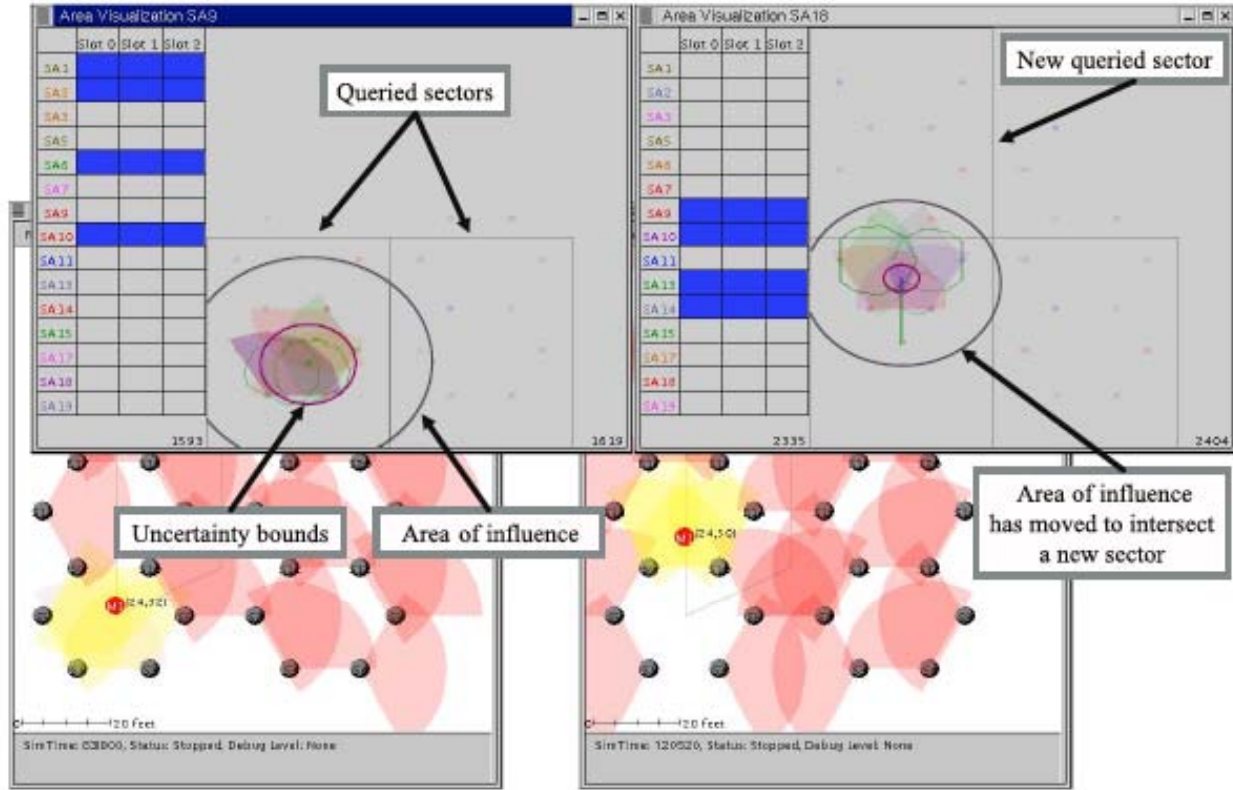 Area Visualization SA9
Slot 0 Slot 1 Slot 2
SA1
SA3
SA5
SA6
SA7
SA9
SA10
SA11
SA13
SA14
SA15
SA17
SA18
SA19
Queried sectors
1593
1619
Area Visualization SA18
Slot 0 Slot 1 Slot 2
SA1
SA2
SA3
SA5
SA6
SA7
SA9
SA10
SA11
SA13
SA14
SA15
SA17
SA18
SA19
New queried sector
2335
2404
Uncertainty bounds
Area of influence
Area of influence
has moved to intersect
a new sector
20 feet
SimTime: 63000, Status: Stopped, Debug Level: None
20 feet
SimTime: 120520, Status: Stopped, Debug Level: None